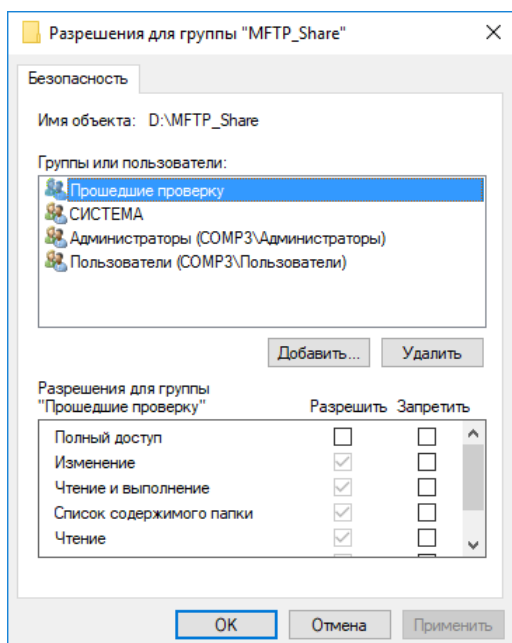 Разрешения для группы "MFTP_Share"
Безопасность
Имя объекта: D:\MFTP_Share
Группы или пользователи:
Прошедшие проверку
СИСТЕМА
Администраторы (COMP3\Администраторы)
Пользователи (COMP3\Пользователи)
Добавить... Удалить
Разрешения для группы
"Прошедшие проверку" Разрешить Запретить
Полный доступ
Изменение
Чтение и выполнение
Список содержимого папки
Чтение
OK Отмена Применить